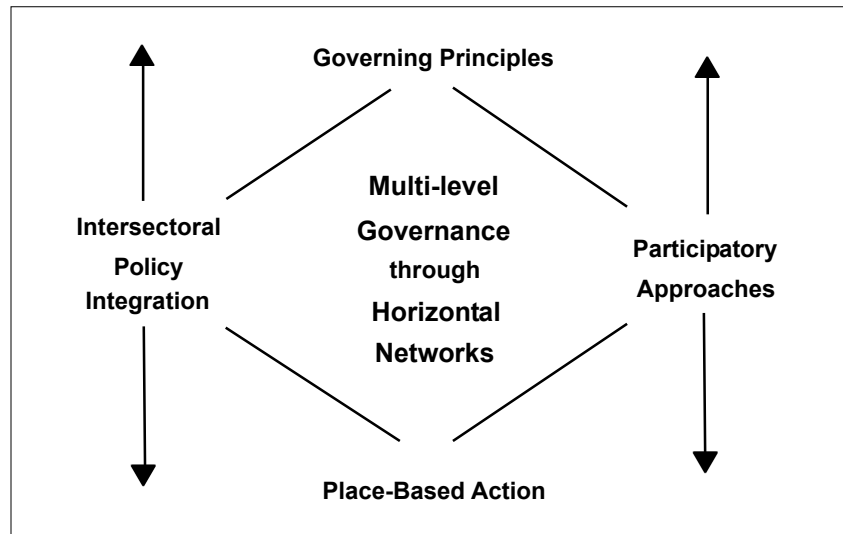 Governing Principles
Multi-level
Governance
through
Horizontal
Networks
Intersectoral
Policy
Integration
Participatory
Approaches
Place-Based Action